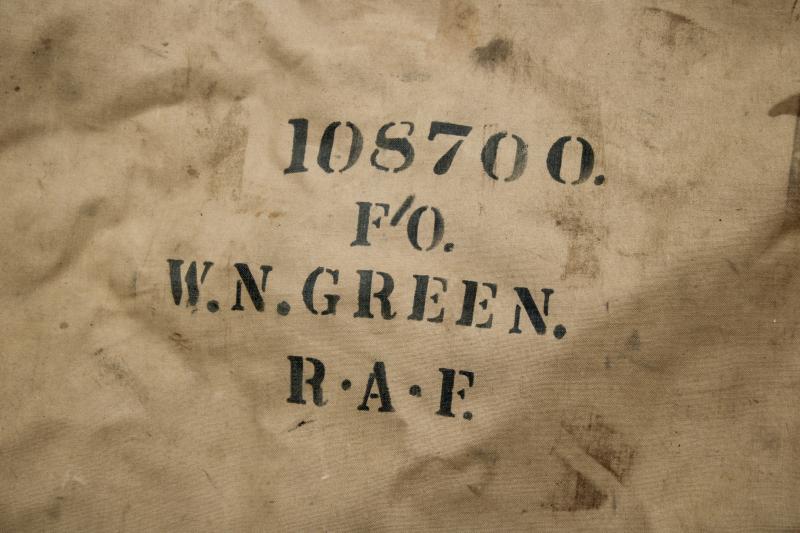 108700.
F/O.
W.N.GREEN.
R·A·F.